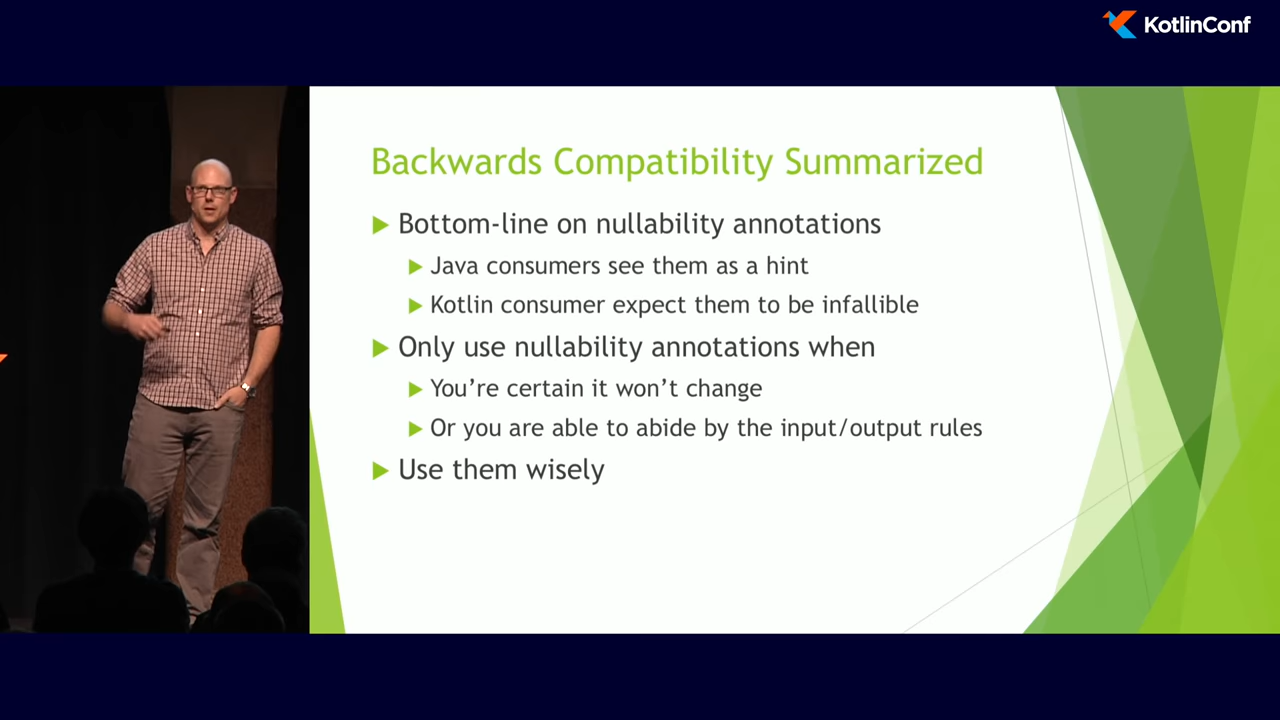 KotlinConf
Backwards Compatibility Summarized
Bottom-line on nullability annotations
Java consumers see them as a hint
Kotlin consumer expect them to be infallible
Only use nullability annotations when
You're certain it won't change
Or you are able to abide by the input/output rules
Use them wisely